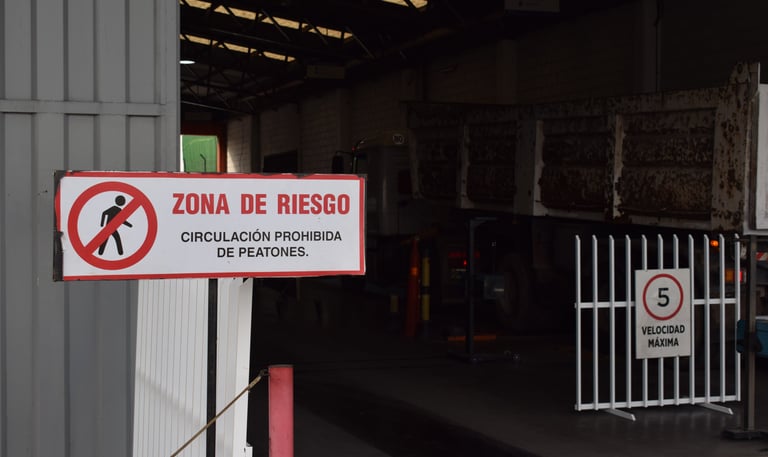 ZONA DE RIESGO
CIRCULACIÓN PROHIBIDA
DE PEATONES.
5
VELOCIDAD
MÁXIMA